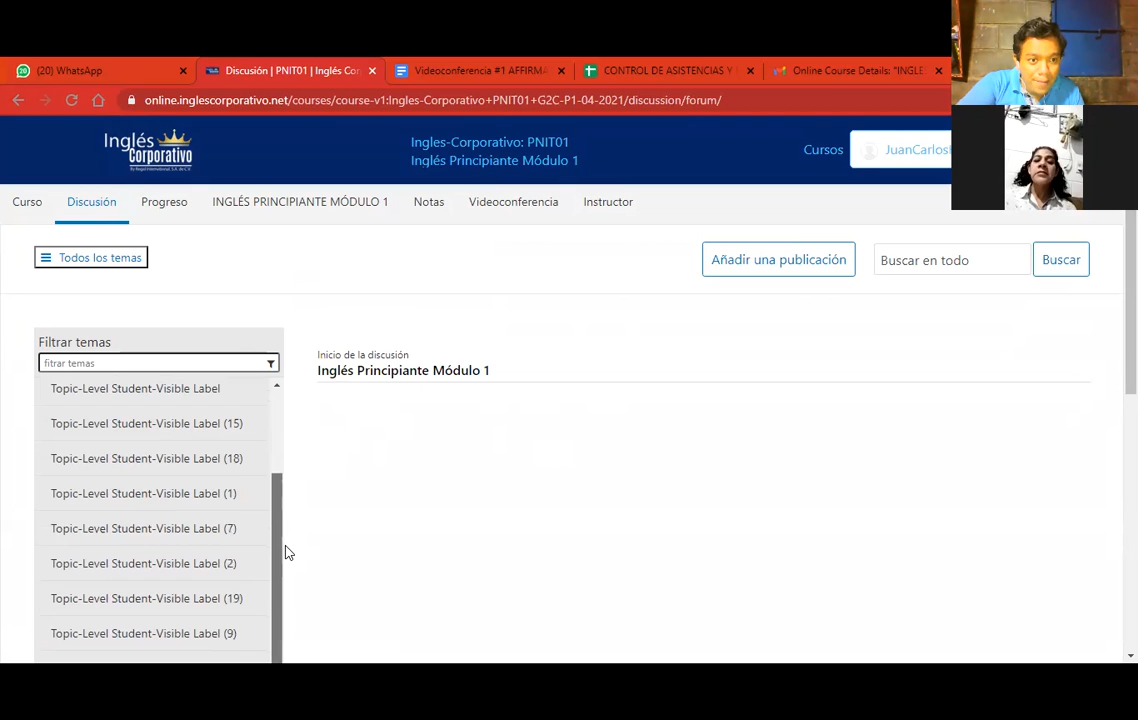 (20) WhatsApp
Discusión | PNIT01 | Inglés Cor
Videoconferencia #1 AFFIRMA
CONTROL DE ASISTENCIAS Y
Online Course Details: "INGLE
online.inglescorporativo.net/courses/course-v1:Ingles-Corporativo+PNIT01+G2C-P1-04-2021/discussion/forum/
Inglés
Corporativo
Ingles-Corporativo: PNIT01
Inglés Principiante Módulo 1
Cursos
JuanCarlos
Curso
Discusión
Progreso
INGLÉS PRINCIPIANTE MÓDULO 1
Notas
Videoconferencia
Instructor
Todos los temas
Añadir una publicación
Buscar en todo
Buscar
Filtrar temas
fitrar temas
Topic-Level Student-Visible Label
Topic-Level Student-Visible Label (15)
Topic-Level Student-Visible Label (18)
Topic-Level Student-Visible Label (1)
Topic-Level Student-Visible Label (7)
Topic-Level Student-Visible Label (2)
Topic-Level Student-Visible Label (19)
Topic-Level Student-Visible Label (9)
Inicio de la discusión
Inglés Principiante Módulo 1